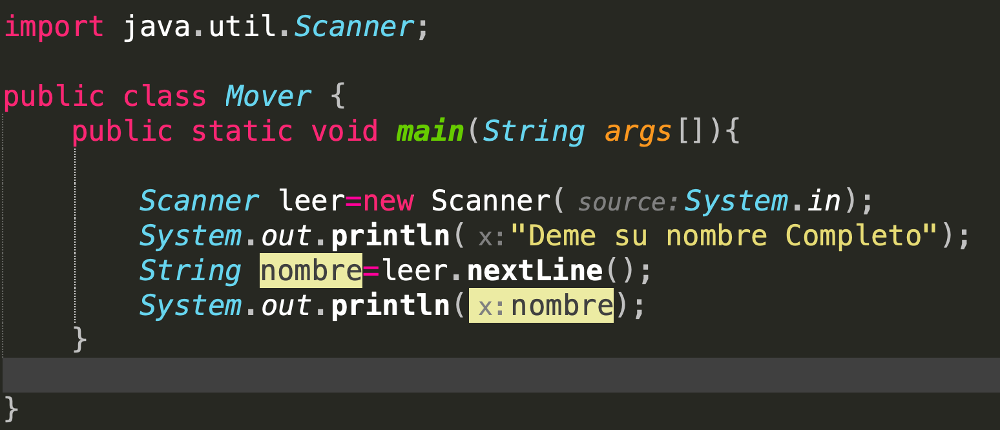 import java.util.Scanner;
public class Mover {
public static void main(String args[]){
Scanner leer=new Scanner( source:System.in);
System.out.println( x:"Deme su nombre Completo");
String nombre=leer.nextLine();
System.out.println( x:nombre);
}
}